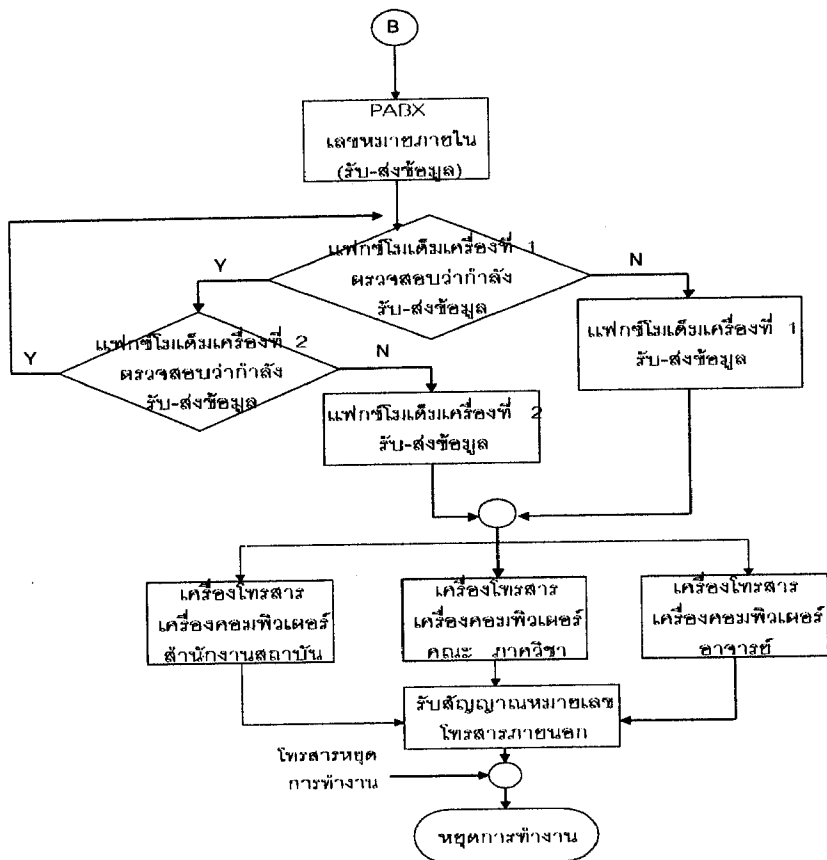 B
PABX
เลขหมายภายใน
(รับ-ส่งข้อมูล)
แฟกซ์โมเด็มเครื่องที่ 1
ตรวจสอบว่ากำลัง
รับ-ส่งข้อมูล
Y
N
แฟกซ์โมเด็มเครื่องที่ 2
ตรวจสอบว่ากำลัง
รับ-ส่งข้อมูล
Y
N
แฟกซ์โมเด็มเครื่องที่ 1
รับ-ส่งข้อมูล
แฟกซ์โมเด็มเครื่องที่ 2
รับ-ส่งข้อมูล
เครื่องโทรสาร
เครื่องคอมพิวเตอร์
สำนักงานสถาบัน
เครื่องโทรสาร
เครื่องคอมพิวเตอร์
คณะ ภาควิชา
เครื่องโทรสาร
เครื่องคอมพิวเตอร์
อาจารย์
รับสัญญาณหมายเลข
โทรสารภายนอก
โทรสารหยุด
การทำงาน
หยุดการทำงาน